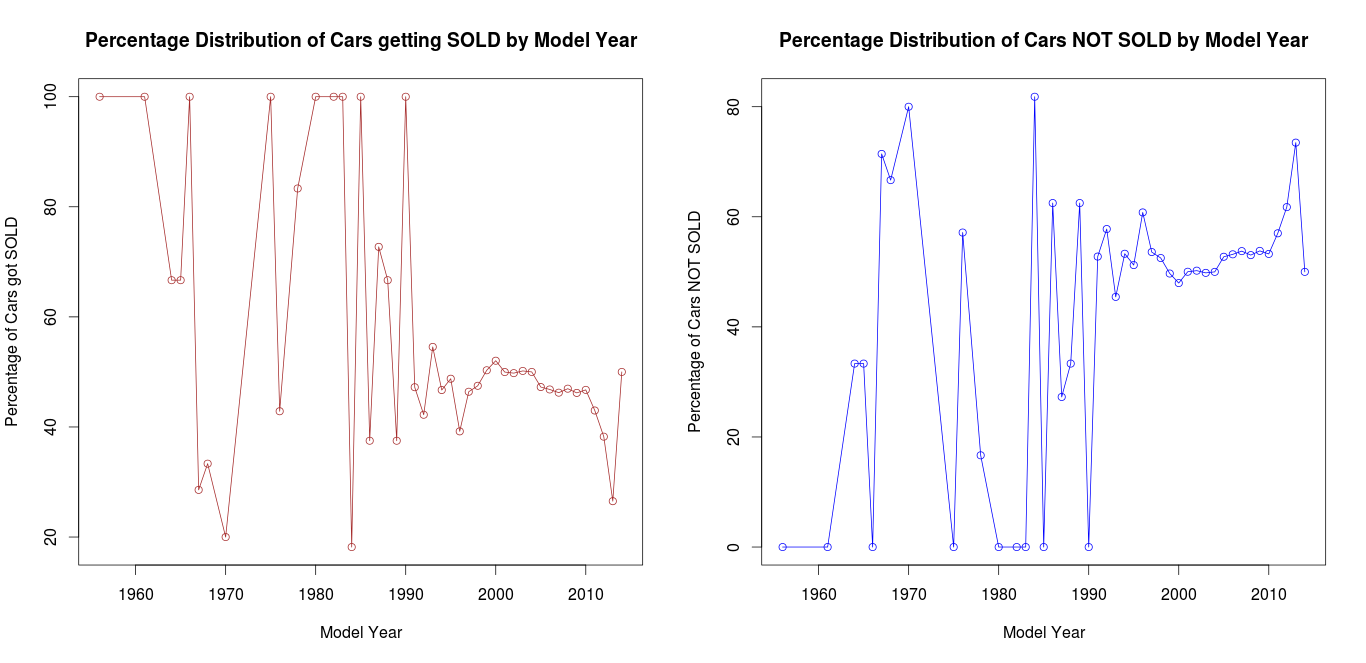 Percentage Distribution of Cars getting SOLD by Model Year
Percentage of Cars got SOLD
100
80
60
40
20
1960 1970 1980 1990 2000 2010
Model Year
Percentage Distribution of Cars NOT SOLD by Model Year
Percentage of Cars NOT SOLD
80
60
40
20
0
1960 1970 1980 1990 2000 2010
Model Year